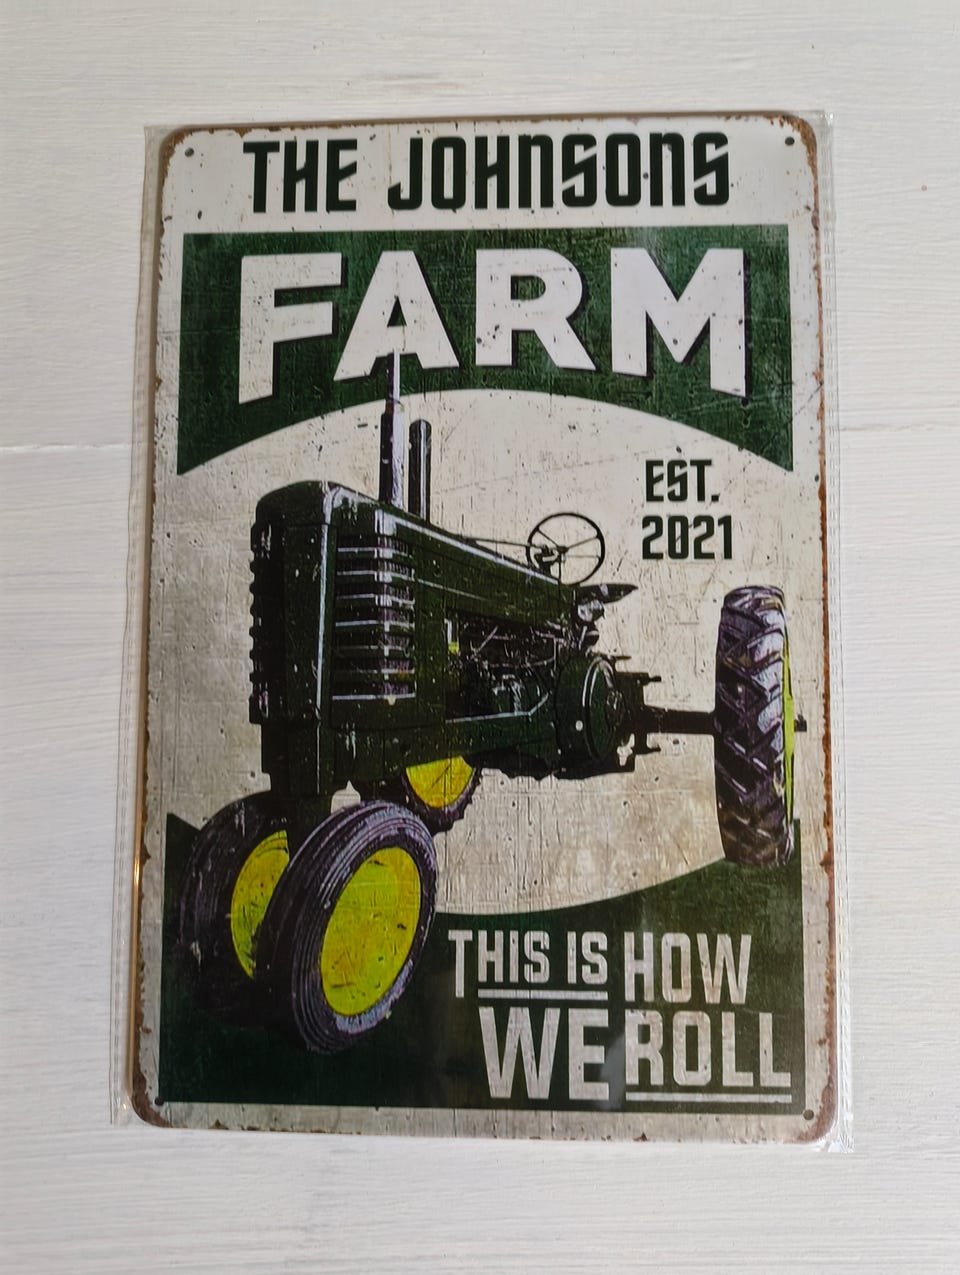 THE JOHNSONS
FARM
EST.
2021
THIS IS HOW
WE ROLL